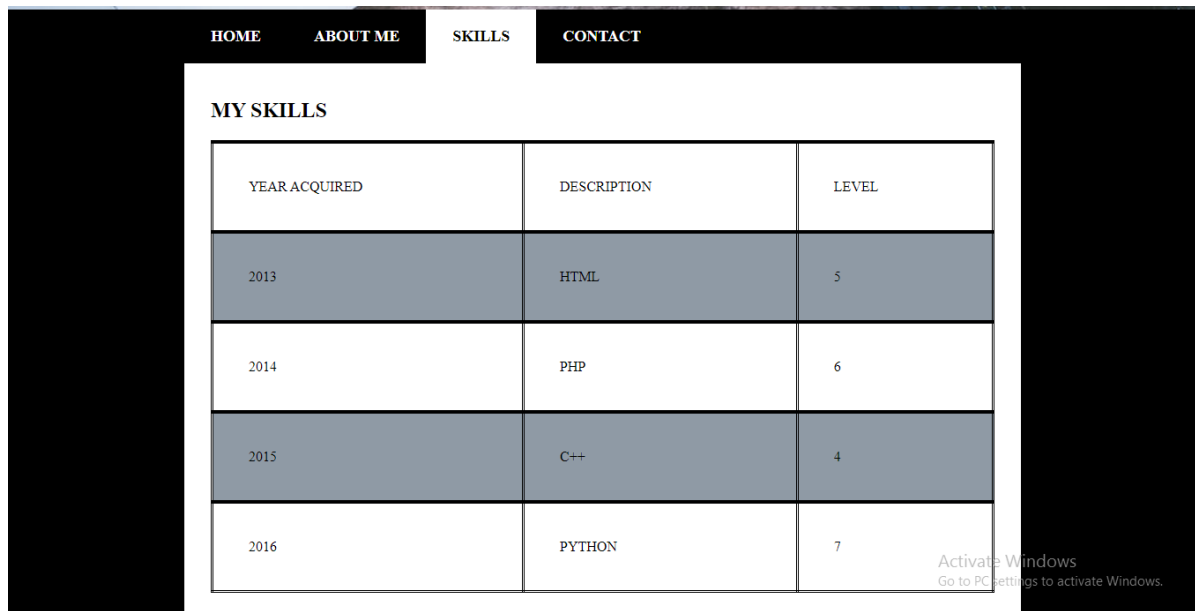 HOME ABOUT ME SKILLS CONTACT
MY SKILLS
YEAR ACQUIRED DESCRIPTION LEVEL
2013 HTML 5
2014 PHP 6
2015 C++ 4
2016 PYTHON 7
Activate Windows
Go to PC settings to activate Windows.